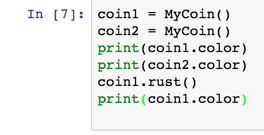 In [7]: coin1 = MyCoin()
coin2 = MyCoin()
print(coin1.color)
print(coin2.color)
coin1.rust()
print(coin1.color)